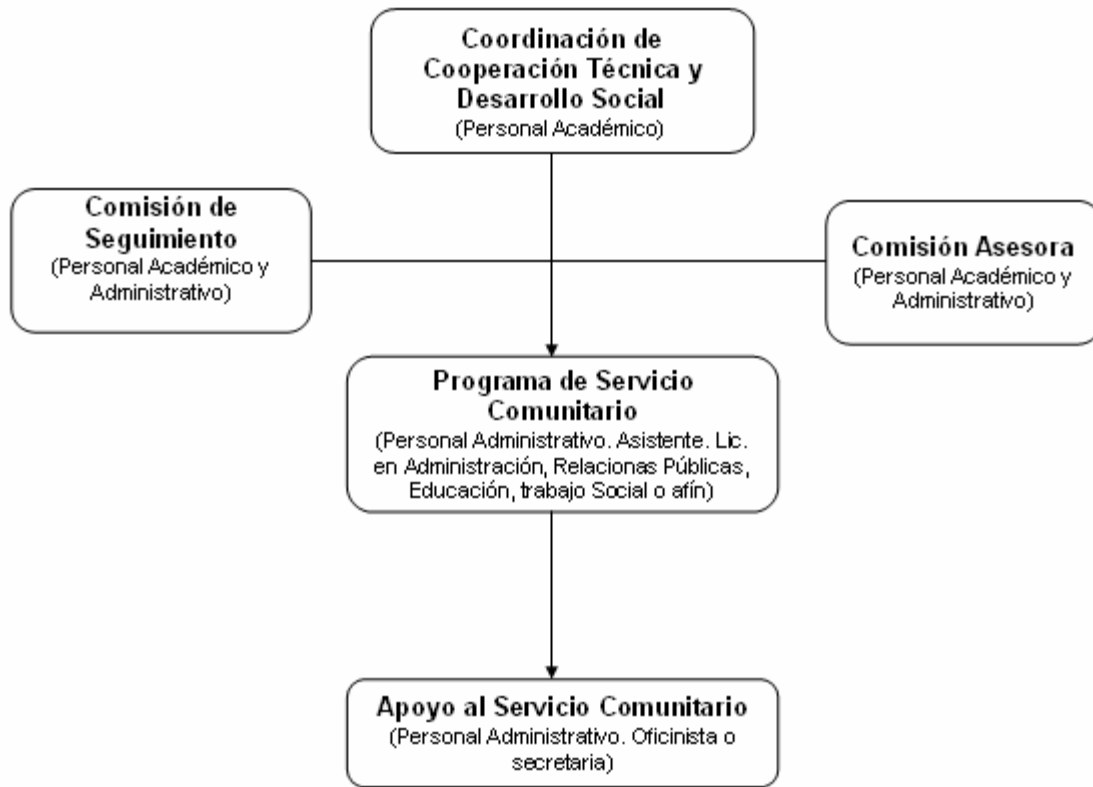 Coordinación de
Cooperación Técnica y
Desarrollo Social
(Personal Académico)
Comisión de
Seguimiento
(Personal Académico y
Administrativo)
Comisión Asesora
(Personal Académico y
Administrativo)
Programa de Servicio
Comunitario
(Personal Administrativo. Asistente. Lic.
en Administración, Relacionas Públicas,
Educación, trabajo Social o afín)
Apoyo al Servicio Comunitario
(Personal Administrativo. Oficinista o
secretaria)